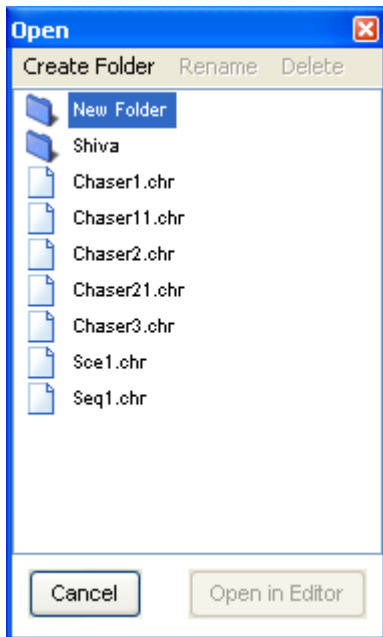 Open
Create Folder Rename Delete
New Folder
Shiva
Chaser1.chr
Chaser11.chr
Chaser2.chr
Chaser21.chr
Chaser3.chr
Sce1.chr
Seq1.chr
Cancel Open in Editor